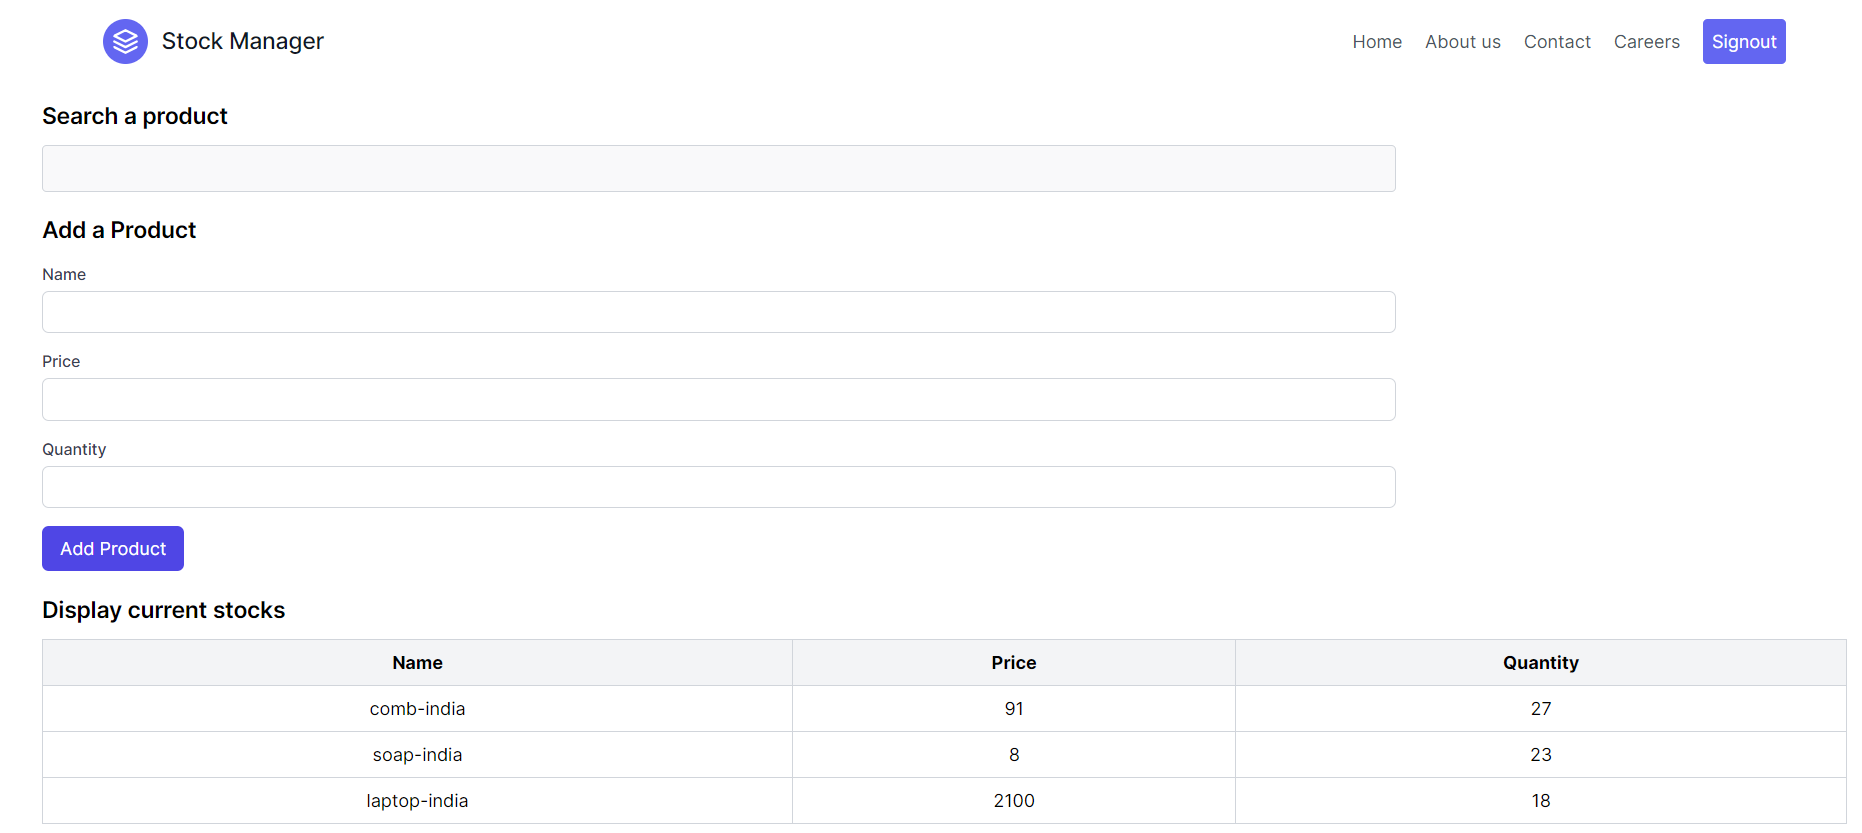 Stock Manager
Home About us Contact Careers Signout
Search a product
Add a Product
Name
Price
Quantity
Add Product
Display current stocks
Name Price Quantity
comb-india 91 27
soap-india 8 23
laptop-india 2100 18